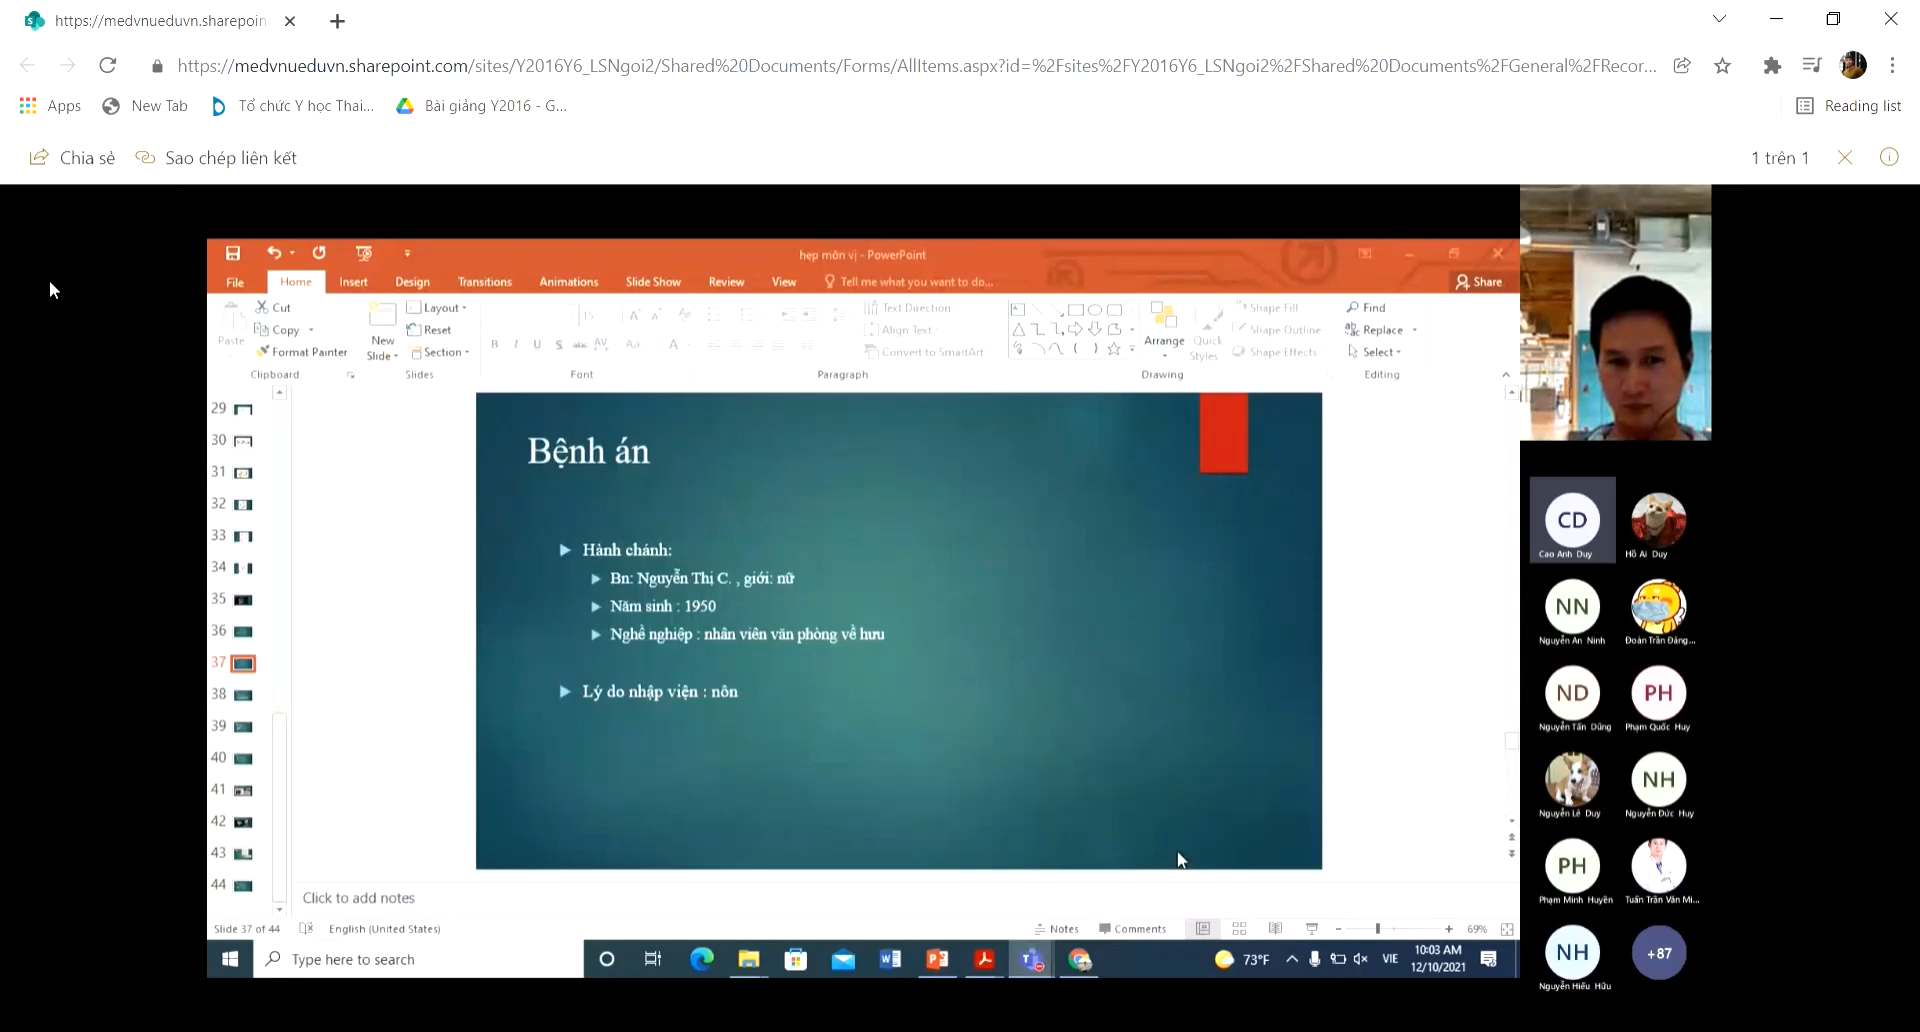 https://medvnueduvn.sharepoin
https://medvnueduvn.sharepoint.com/sites/Y2016Y6_LSNgoi2/Shared%20Documents/Forms/AllItems.aspx?id=%2Fsites%2FY2016Y6_LSNgoi2%2FShared%20Documents%2FGeneral%2FRecor...
Apps
New Tab
Tổ chức Y học Thai...
Bài giảng Y2016 - G...
Reading list
Chia sẻ
Sao chép liên kết
1 trên 1
hẹp môn vị - PowerPoint
File
Home
Insert
Design
Transitions
Animations
Slide Show
Review
View
Tell me what you want to do...
Share
Paste
Cut
Copy
Format Painter
Clipboard
New
Slide
Layout
Reset
Section
Slides
15
B I U S abc AV Aa A
Font
Text Direction
Align Text
Convert to SmartArt
Paragraph
Arrange
Quick
Styles
Shape Fill
Shape Outline
Shape Effects
Drawing
Find
Replace
Select
Editing
29
30
31
32
33
34
35
36
37
38
39
40
41
42
43
44
Bệnh án
Hành chánh:
Bn: Nguyễn Thị C. , giới: nữ
Năm sinh : 1950
Nghề nghiệp : nhân viên văn phòng về hưu
Lý do nhập viện : nôn
Click to add notes
Slide 37 of 44
English (United States)
Notes
Comments
69%
Type here to search
73°F
VIE
10:03 AM
12/10/2021
CD
Cao Anh Duy
Hồ Ái Duy
NN
Nguyễn An Ninh
Đoàn Trần Đăng...
ND
Nguyễn Tấn Dũng
PH
Phạm Quốc Huy
Nguyễn Lê Duy
NH
Nguyễn Đức Huy
PH
Phạm Minh Huyền
Tuấn Trần Văn Mi...
NH
Nguyễn Hiếu Hữu
+87